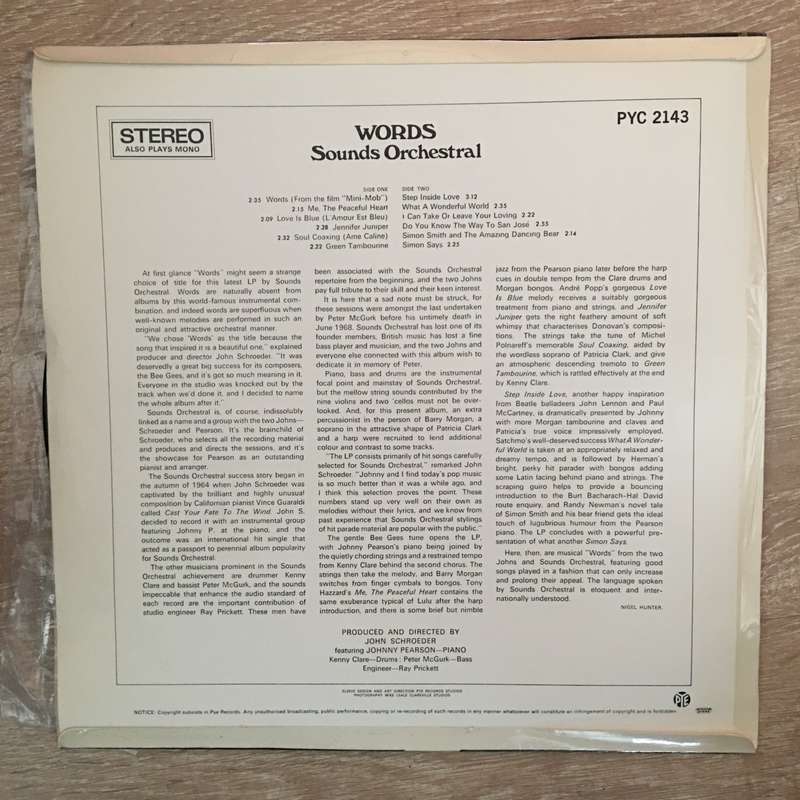 STEREO
ALSO PLAYS MONO
WORDS
Sounds Orchestral
PYC 2143
SIDE ONE
2.35 Words (From the film "Mini-Mob")
2.15 Me, The Peaceful Heart
2.09 Love Is Blue (L'Amour Est Bleu)
2.28 Jennifer Juniper
2.32 Soul Coaxing (Ame Caline)
2.22 Green Tambourine
SIDE TWO
Step Inside Love 3.12
What A Wonderful World 2.35
I Can Take Or Leave Your Loving 2.22
Do You Know The Way To San José 2.55
Simon Smith and The Amazing Dancing Bear 2.14
Simon Says 2.25
At first glance "Words" might seem a strange
choice of title for this latest LP by Sounds
Orchestral. Words are naturally absent from
albums by this world-famous instrumental com-
bination, and indeed words are superfluous when
well-known melodies are performed in such an
original and attractive orchestral manner.
"We chose 'Words' as the title because the
song that inspired it is a beautiful one," explained
producer and director John Schroeder. "It was
deservedly a great big success for its composers,
the Bee Gees, and it's got so much meaning in it.
Everyone in the studio was knocked out by the
track when we'd done it, and I decided to name
the whole album after it."
Sounds Orchestral is, of course, indissolubly
linked as a name and a group with the two Johns—
Schroeder and Pearson. It's the brainchild of
Schroeder, who selects all the recording material
and produces and directs the sessions, and it's
the showcase for Pearson as an outstanding
pianist and arranger.
The Sounds Orchestral success story began in
the autumn of 1964 when John Schroeder was
captivated by the brilliant and highly unusual
composition by Californian pianist Vince Guaraldi
called Cast Your Fate To The Wind. John S.
decided to record it with an instrumental group
featuring Johnny P. at the piano, and the
outcome was an international hit single that
acted as a passport to perennial album popularity
for Sounds Orchestral.
The other musicians prominent in the Sounds
Orchestral achievement are drummer Kenny
Clare and bassist Peter McGurk, and the sounds
impeccable that enhance the audio standard of
each record are the important contribution of
studio engineer Ray Prickett. These men have
been associated with the Sounds Orchestral
repertoire from the beginning, and the two Johns
pay full tribute to their skill and their keen interest.
It is here that a sad note must be struck, for
these sessions were amongst the last undertaken
by Peter McGurk before his untimely death in
June 1968. Sounds Orchestral has lost one of its
founder members, British music has lost a fine
bass player and musician, and the two Johns and
everyone else connected with this album wish to
dedicate it in memory of Peter.
Piano, bass and drums are the instrumental
focal point and mainstay of Sounds Orchestral,
but the mellow string sounds contributed by the
nine violins and two 'cellos must not be over-
looked. And, for this present album, an extra
percussionist in the person of Barry Morgan, a
soprano in the attractive shape of Patricia Clark
and a harp were recruited to lend additional
colour and contrast to some tracks.
"The LP consists primarily of hit songs carefully
selected for Sounds Orchestral," remarked John
Schroeder. "Johnny and I find today's pop music
is so much better than it was a while ago, and
I think this selection proves the point. These
numbers stand up very well on their own as
melodies without their lyrics, and we know from
past experience that Sounds Orchestral stylings
of hit parade material are popular with the public."
The gentle Bee Gees tune opens the LP,
with Johnny Pearson's piano being joined by
the quietly chording strings and a restrained tempo
from Kenny Clare behind the second chorus. The
strings then take the melody, and Barry Morgan
switches from finger cymbals to bongos. Tony
Hazzard's Me, The Peaceful Heart contains the
same exuberance typical of Lulu after the harp
introduction, and there is some brief but nimble
jazz from the Pearson piano later before the harp
cues in double tempo from the Clare drums and
Morgan bongos. André Popp's gorgeous Love
Is Blue melody receives a suitably gorgeous
treatment from piano and strings, and Jennifer
Juniper gets the right feathery amount of soft
whimsy that characterises Donovan's composi-
tions. The strings take the tune of Michel
Polnareff's memorable Soul Coaxing, aided by
the wordless soprano of Patricia Clark, and give
an atmospheric descending tremolo to Green
Tambourine, which is rattled effectively at the end
by Kenny Clare.
Step Inside Love, another happy inspiration
from Beatle balladeers John Lennon and Paul
McCartney, is dramatically presented by Johnny
with more Morgan tambourine and claves and
Patricia's true voice impressively employed.
Satchmo's well-deserved success What A Wonder-
ful World is taken at an appropriately relaxed and
dreamy tempo, and is followed by Herman's
bright, perky hit parader with bongos adding
some Latin facing behind piano and strings. The
scraping guiro helps to provide a bouncing
introduction to the Burt Bacharach-Hal David
route enquiry, and Randy Newman's novel tale
of Simon Smith and his bear friend gets the ideal
touch of lugubrious humour from the Pearson
piano. The LP concludes with a powerful pre-
sentation of what another Simon Says.
Here, then, are musical "Words" from the two
Johns and Sounds Orchestral, featuring good
songs played in a fashion that can only increase
and prolong their appeal. The language spoken
by Sounds Orchestral is eloquent and inter-
nationally understood.
NIGEL HUNTER.
PRODUCED AND DIRECTED BY
JOHN SCHROEDER
featuring JOHNNY PEARSON—PIANO
Kenny Clare—Drums: Peter McGurk—Bass
Engineer—Ray Prickett
SLEEVE DESIGN AND ART DIRECTION PYE RECORDS STUDIOS
PHOTOGRAPHY MIKE LEALE CLAREVILLE STUDIOS
NOTICE: Copyright subsists in Pye Records. Any unauthorised broadcasting, public performance, copying or re-recording of such records in any manner whatsoever will constitute an infringement of copyright and is forbidden.
PYE